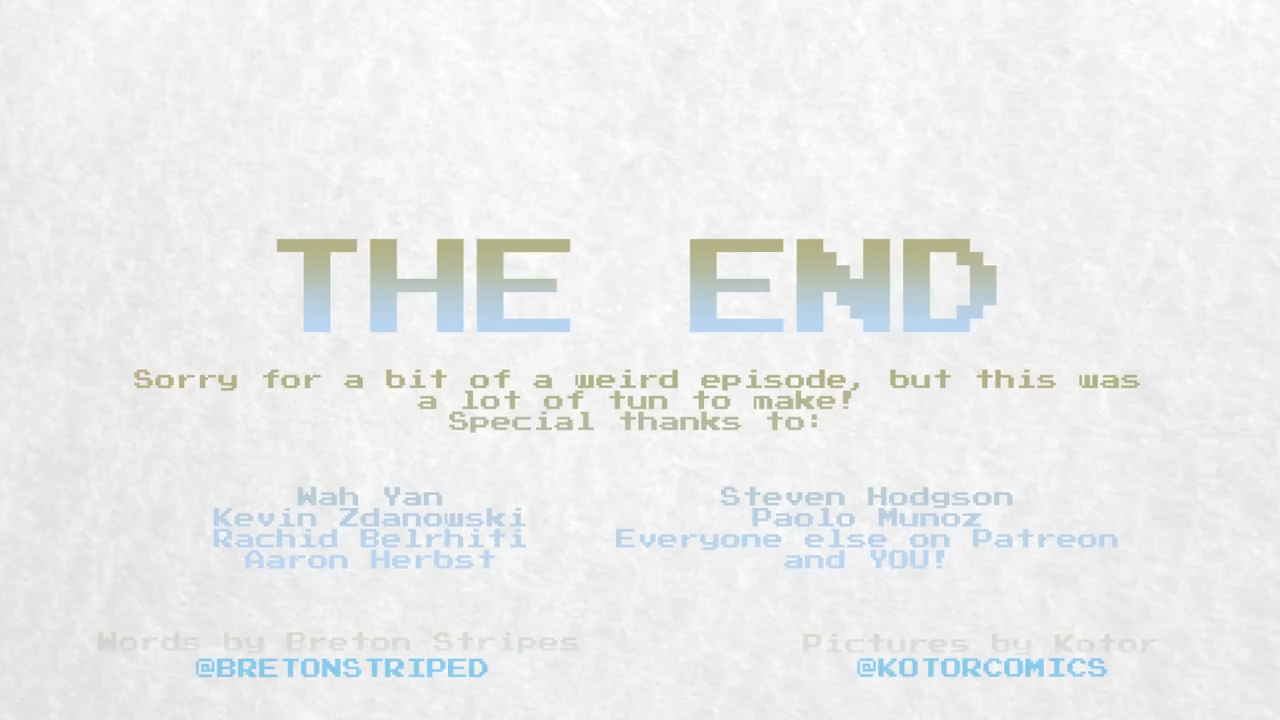 THE END
Sorry for a bit of a weird episode, but this was
a lot of fun to make!
Special thanks to:
Wah Yan
Kevin Zdanowski
Rachid Belrhiti
Aaron Herbst
Steven Hodgson
Paolo Munoz
Everyone else on Patreon
and YOU!
Words by Breton Stripes
@BRETONSTRIPED
Pictures by Kotor
@KOTORCOMICS